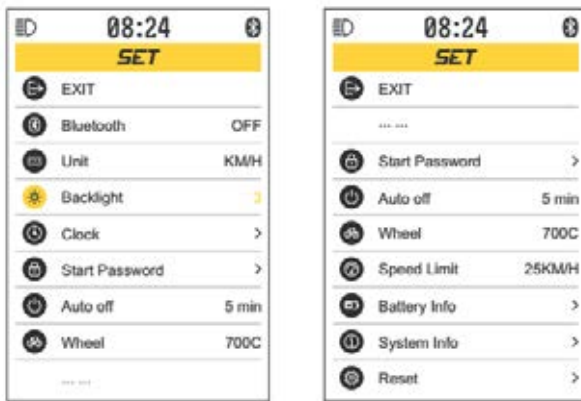 08:24
SET
EXIT
Bluetooth OFF
Unit KM/H
Backlight 3
Clock >
Start Password >
Auto off 5 min
Wheel 700C
... ...
08:24
SET
EXIT
... ...
Start Password >
Auto off 5 min
Wheel 700C
Speed Limit 25KM/H
Battery Info >
System Info >
Reset >